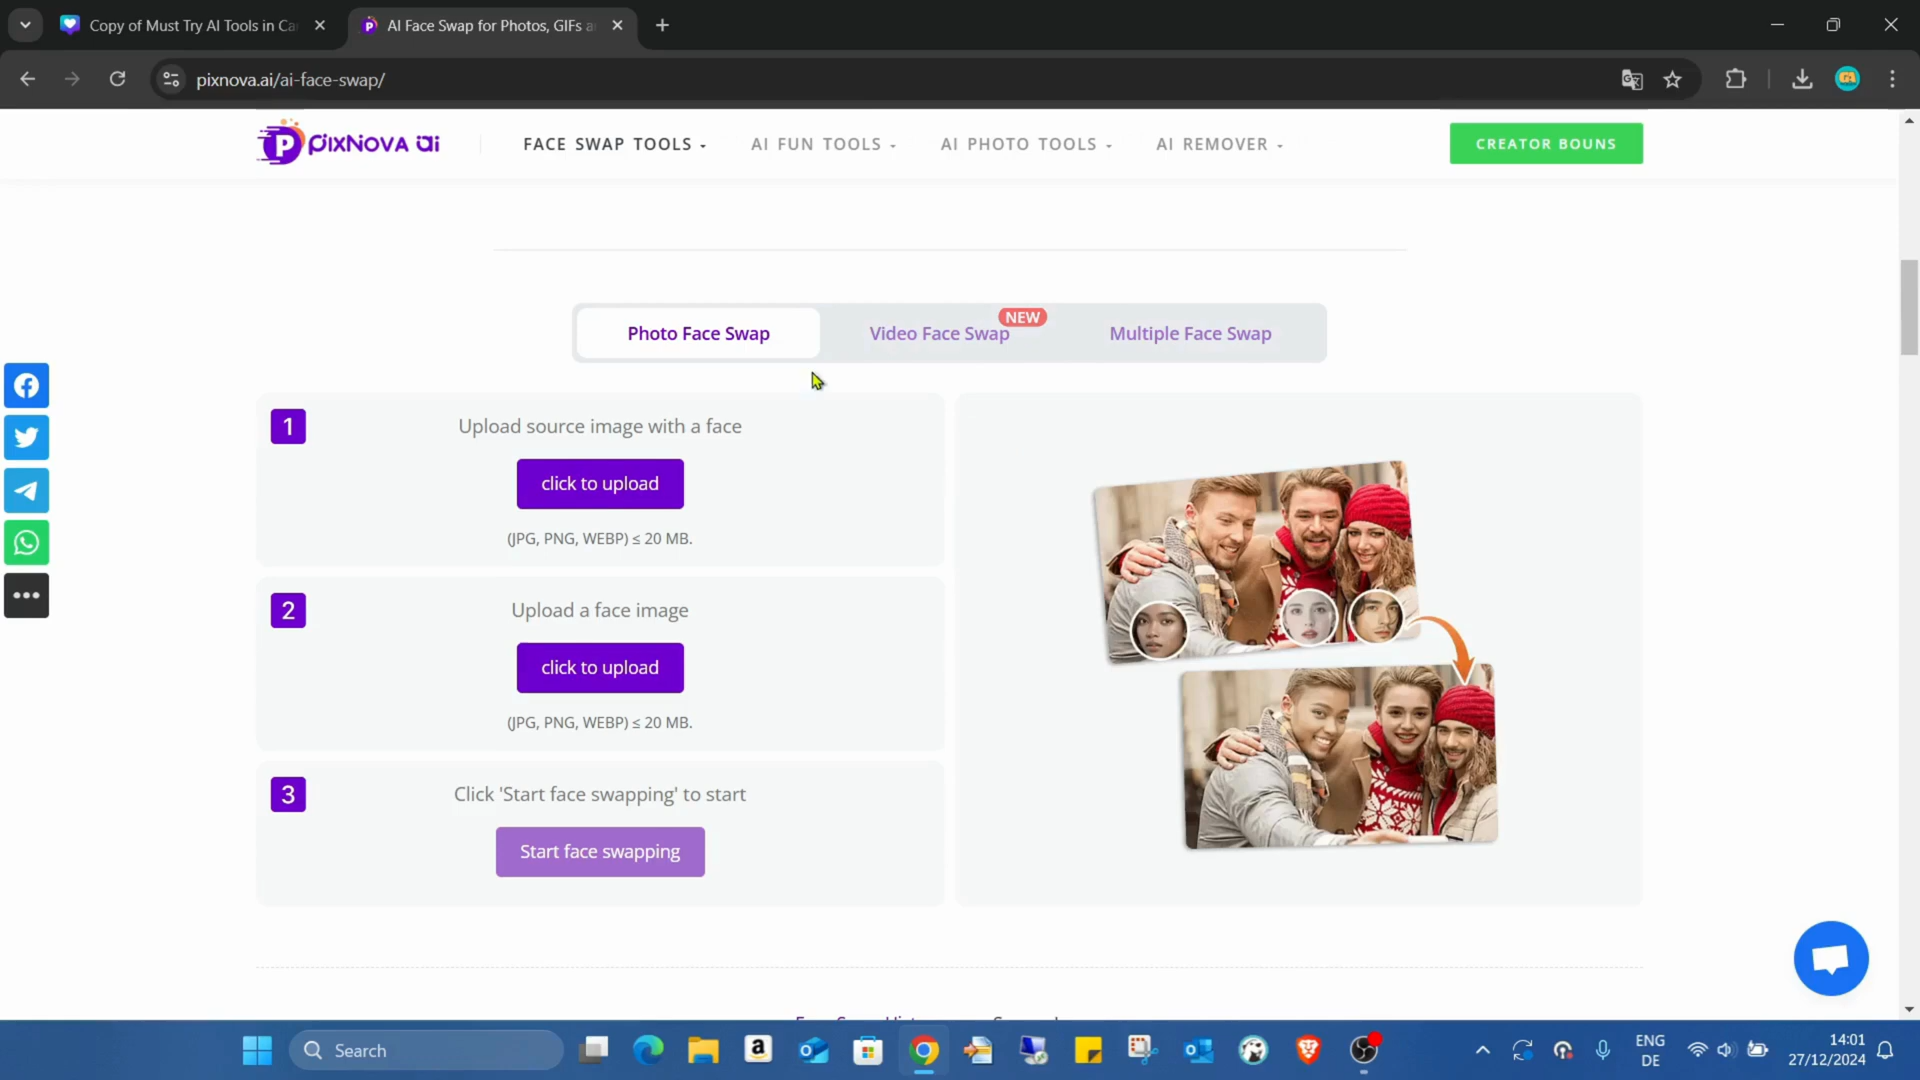 Copy of Must Try AI Tools in Ca
AI Face Swap for Photos, GIFs a
pixnova.ai/ai-face-swap/
PIXNOVA ai
FACE SWAP TOOLS
AI FUN TOOLS
AI PHOTO TOOLS
AI REMOVER
CREATOR BOUNS
Photo Face Swap
Video Face Swap
NEW
Multiple Face Swap
1
Upload source image with a face
click to upload
(JPG, PNG, WEBP) ≤ 20 MB.
2
Upload a face image
click to upload
(JPG, PNG, WEBP) ≤ 20 MB.
3
Click 'Start face swapping' to start
Start face swapping
Search
ENG
DE
14:01
27/12/2024